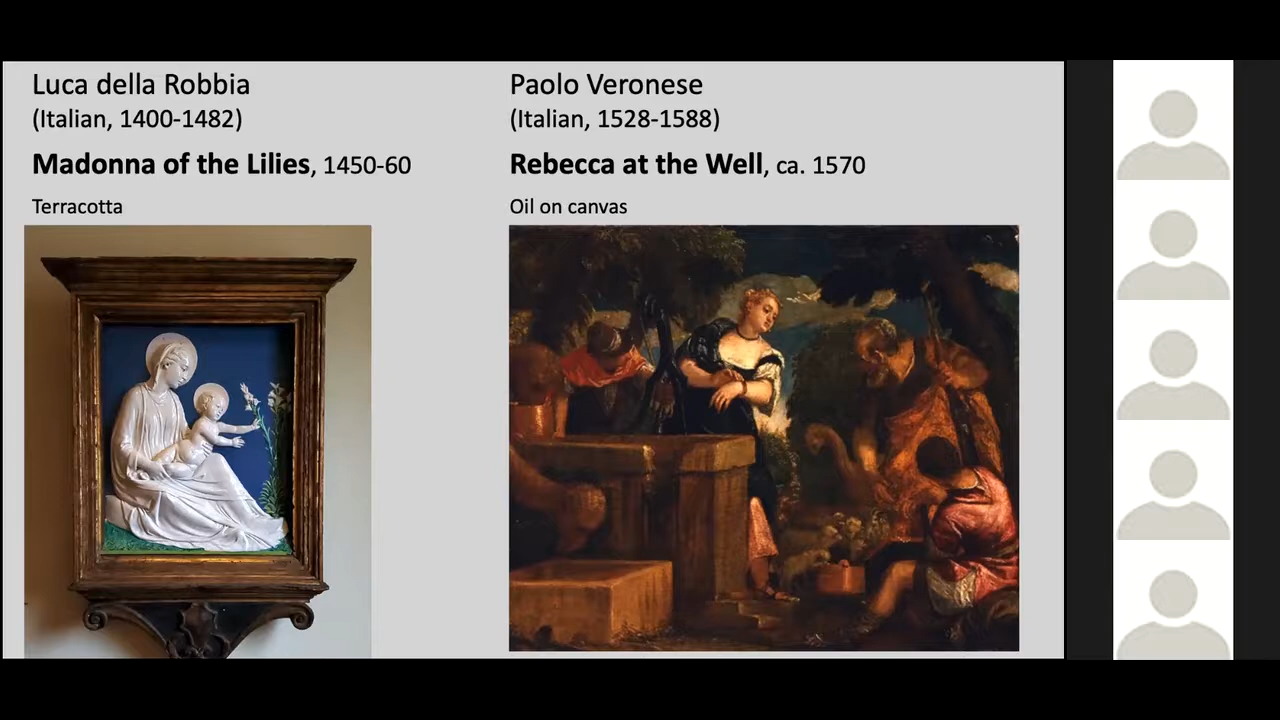 Luca della Robbia
(Italian, 1400-1482)
Madonna of the Lilies, 1450-60
Terracotta
Paolo Veronese
(Italian, 1528-1588)
Rebecca at the Well, ca. 1570
Oil on canvas